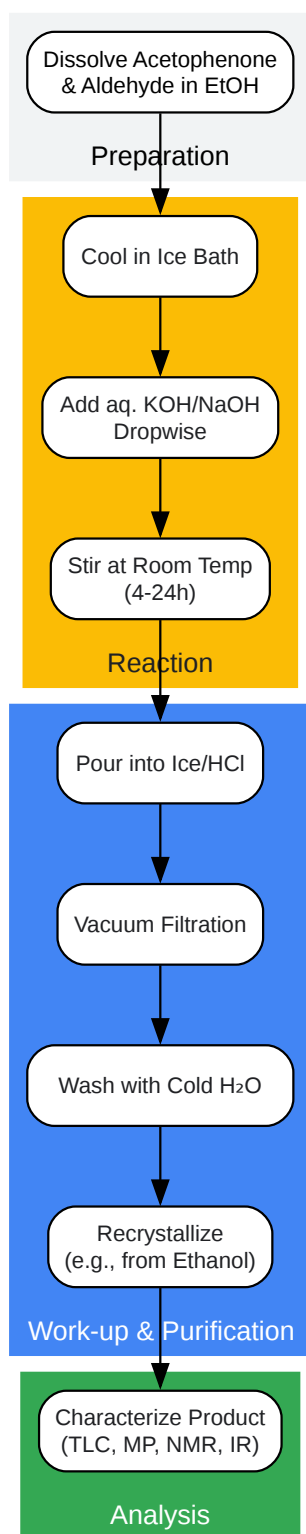 Dissolve Acetophenone
& Aldehyde in EtOH
Preparation
Cool in Ice Bath
Add aq. KOH/NaOH
Dropwise
Stir at Room Temp
(4-24h)
Reaction
Pour into Ice/HCl
Vacuum Filtration
Wash with Cold H₂O
Recrystallize
(e.g., from Ethanol)
Work-up & Purification
Characterize Product
(TLC, MP, NMR, IR)
Analysis